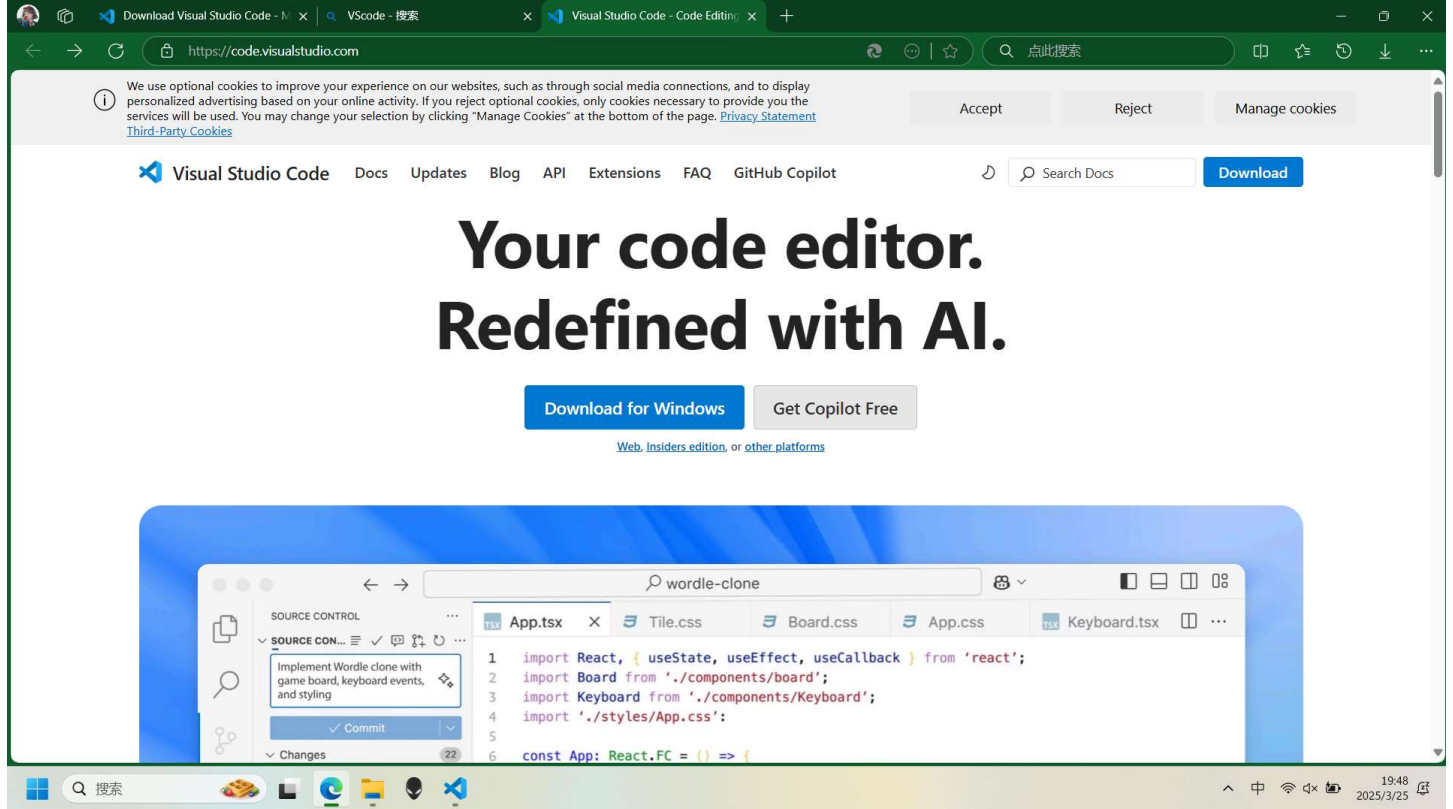 Download Visual Studio Code - M
VScode - 搜索
Visual Studio Code - Code Editing
https://code.visualstudio.com
点此搜索
We use optional cookies to improve your experience on our websites, such as through social media connections, and to display
personalized advertising based on your online activity. If you reject optional cookies, only cookies necessary to provide you the
services will be used. You may change your selection by clicking "Manage Cookies" at the bottom of the page. Privacy Statement
Third-Party Cookies
Accept
Reject
Manage cookies
Visual Studio Code
Docs
Updates
Blog
API
Extensions
FAQ
GitHub Copilot
Search Docs
Download
Your code editor.
Redefined with AI.
Download for Windows
Get Copilot Free
Web, Insiders edition, or other platforms
wordle-clone
SOURCE CONTROL
SOURCE CON...
Implement Wordle clone with
game board, keyboard events,
and styling
Commit
Changes
22
App.tsx
Tile.css
Board.css
App.css
Keyboard.tsx
1 import React, { useState, useEffect, useCallback } from 'react';
2 import Board from './components/board';
3 import Keyboard from './components/Keyboard';
4 import './styles/App.css':
5
6 const App: React.FC = () => {
搜索
中
19:48
2025/3/25